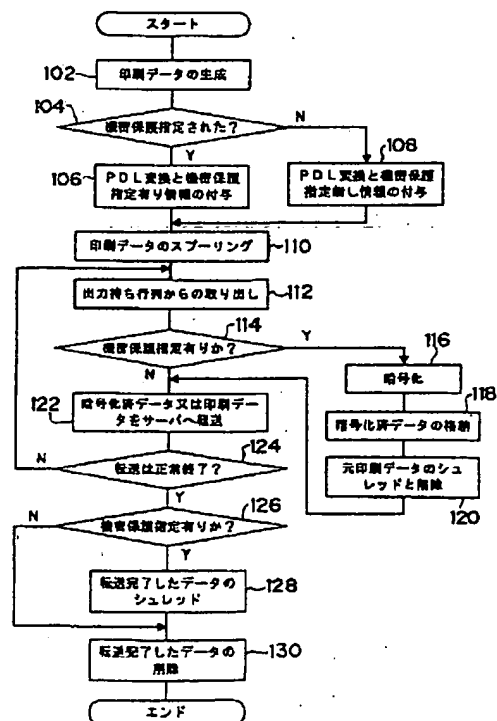 スタート
102
印刷データの生成
104
機密保護指定された?
N
Y
106
PDL変換と機密保護
指定有り情報の付与
108
PDL変換と機密保護
指定無し情報の付与
印刷データのスプーリング
110
出力待ち行列からの取り出し
112
114
機密保護指定有りか?
Y
N
116
暗号化
118
暗号化済データの格納
元印刷データのシュ
レッドと削除
120
122
暗号化済データ又は印刷デー
タをサーバへ転送
124
N
転送は正常終了?
Y
126
N
機密保護指定有りか?
Y
転送完了したデータの
シュレッド
128
転送完了したデータの
削除
130
エンド